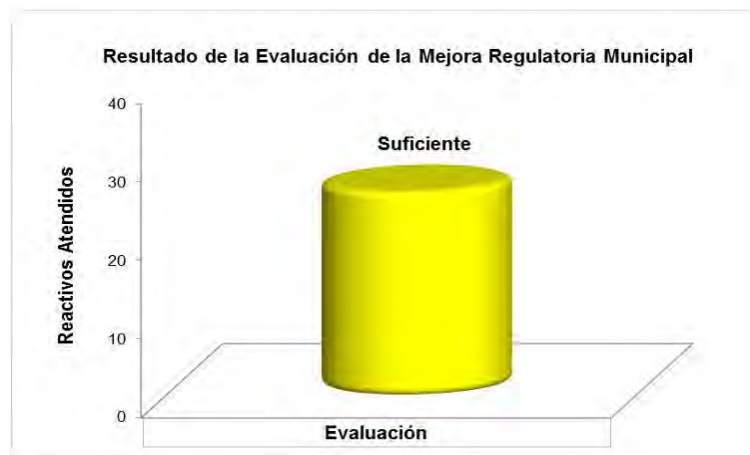 Resultado de la Evaluación de la Mejora Regulatoria Municipal
40
Suficiente
30
20
10
0
Reactivos Atendidos
Evaluación